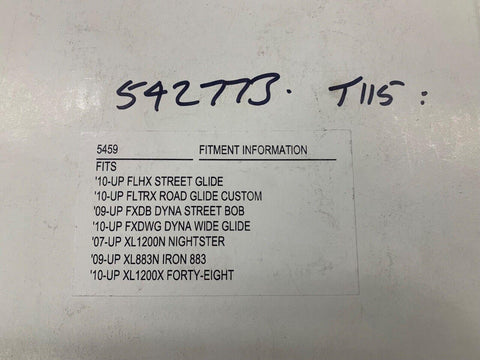 5427TB. T115:
5459 FITMENT INFORMATION
FITS
'10-UP FLHX STREET GLIDE
'10-UP FLTRX ROAD GLIDE CUSTOM
'09-UP FXDB DYNA STREET BOB
'10-UP FXDWG DYNA WIDE GLIDE
'07-UP XL1200N NIGHTSTER
'09-UP XL883N IRON 883
'10-UP XL1200X FORTY-EIGHT